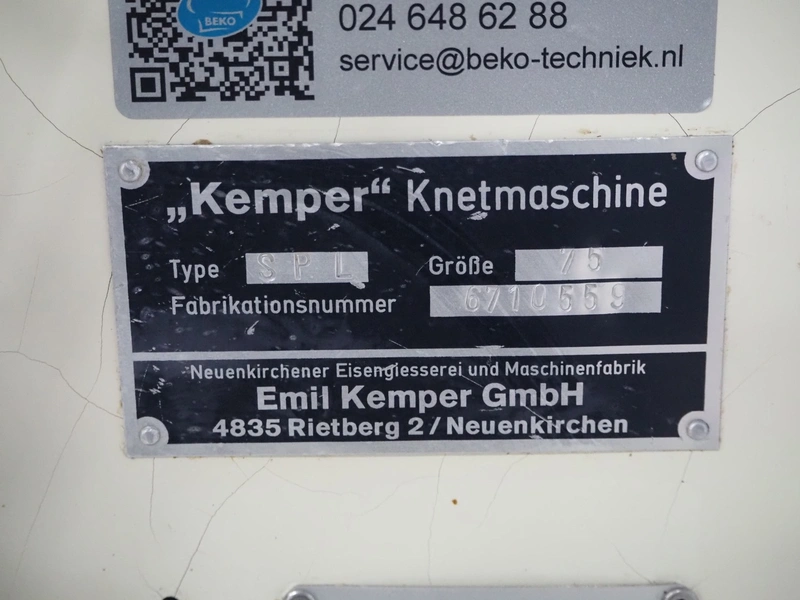 BEKO
024 648 62 88
service@beko-techniek.nl
„Kemper“ Knetmaschine
Type SPL Größe 75
Fabrikationsnummer 6710559
Neuenkirchener Eisengiesserei und Maschinenfabrik
Emil Kemper GmbH
4835 Rietberg 2/Neuenkirchen